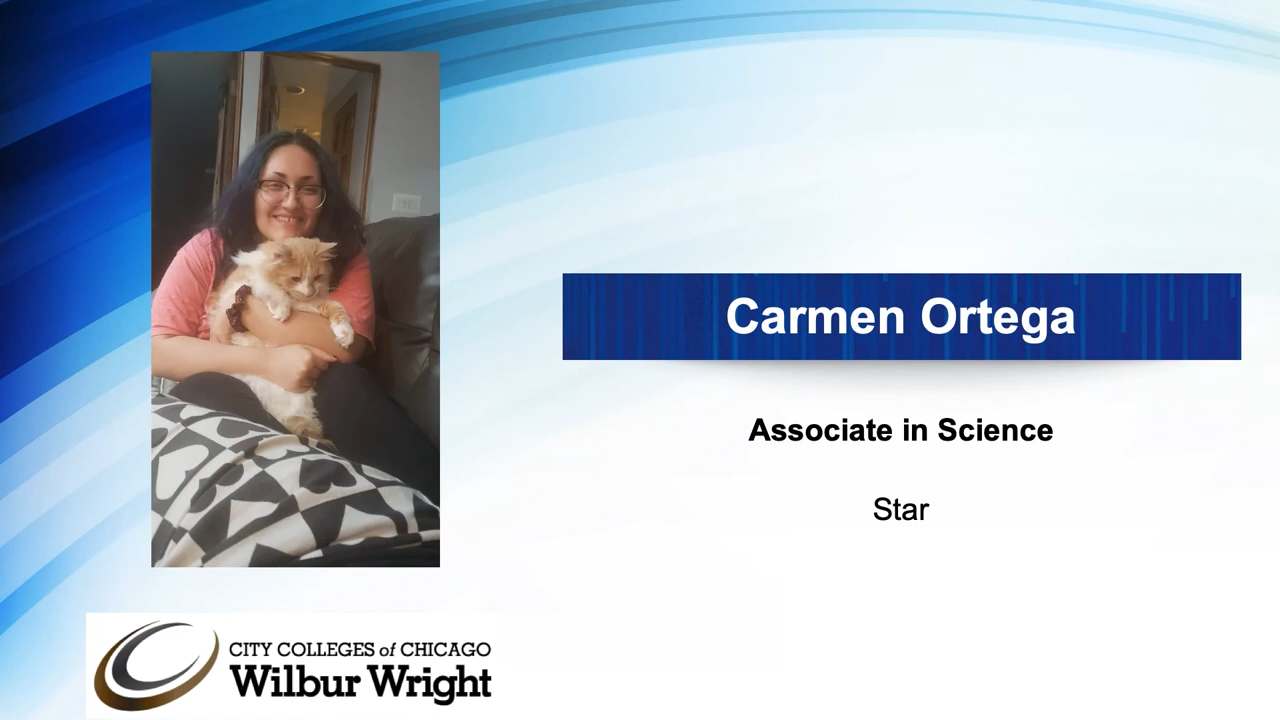 Carmen Ortega
Associate in Science
Star
CITY COLLEGES of CHICAGO
Wilbur Wright